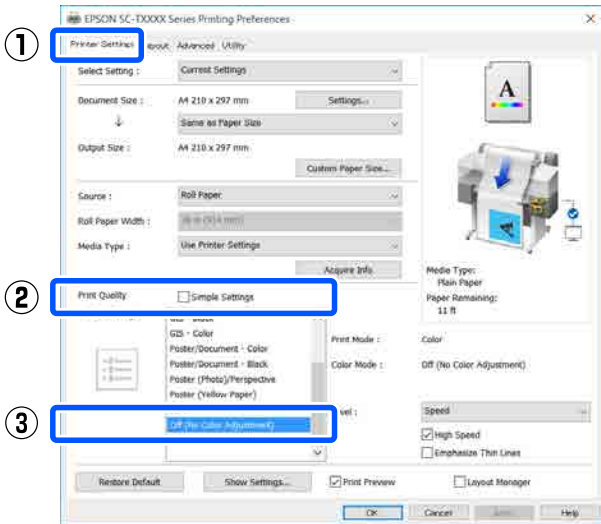 EPSON SC-TXXXX Series Printing Preferences
① Printer Settings Layout Advanced Utility
Select Setting : Current Settings
Document Size : A4 210 x 297 mm Settings...
Same as Paper Size
Output Size : A4 210 x 297 mm
Custom Paper Size...
Source : Roll Paper
Roll Paper Width :
Media Type : Use Printer Settings
Acquire Info
Media Type:
Plain Paper
Paper Remaining:
11 ft
② Print Quality Simple Settings
GIS - Color
Poster/Document - Color
Poster/Document - Black
Poster (Photo)/Perspective
Poster (Yellow Paper)
Print Mode : Color
Color Mode : Off (No Color Adjustment)
③ Off (No Color Adjustment)
Speed
High Speed
Emphasize Thin Lines
Restore Default Show Settings... Print Preview Layout Manager
OK Cancel Help
A